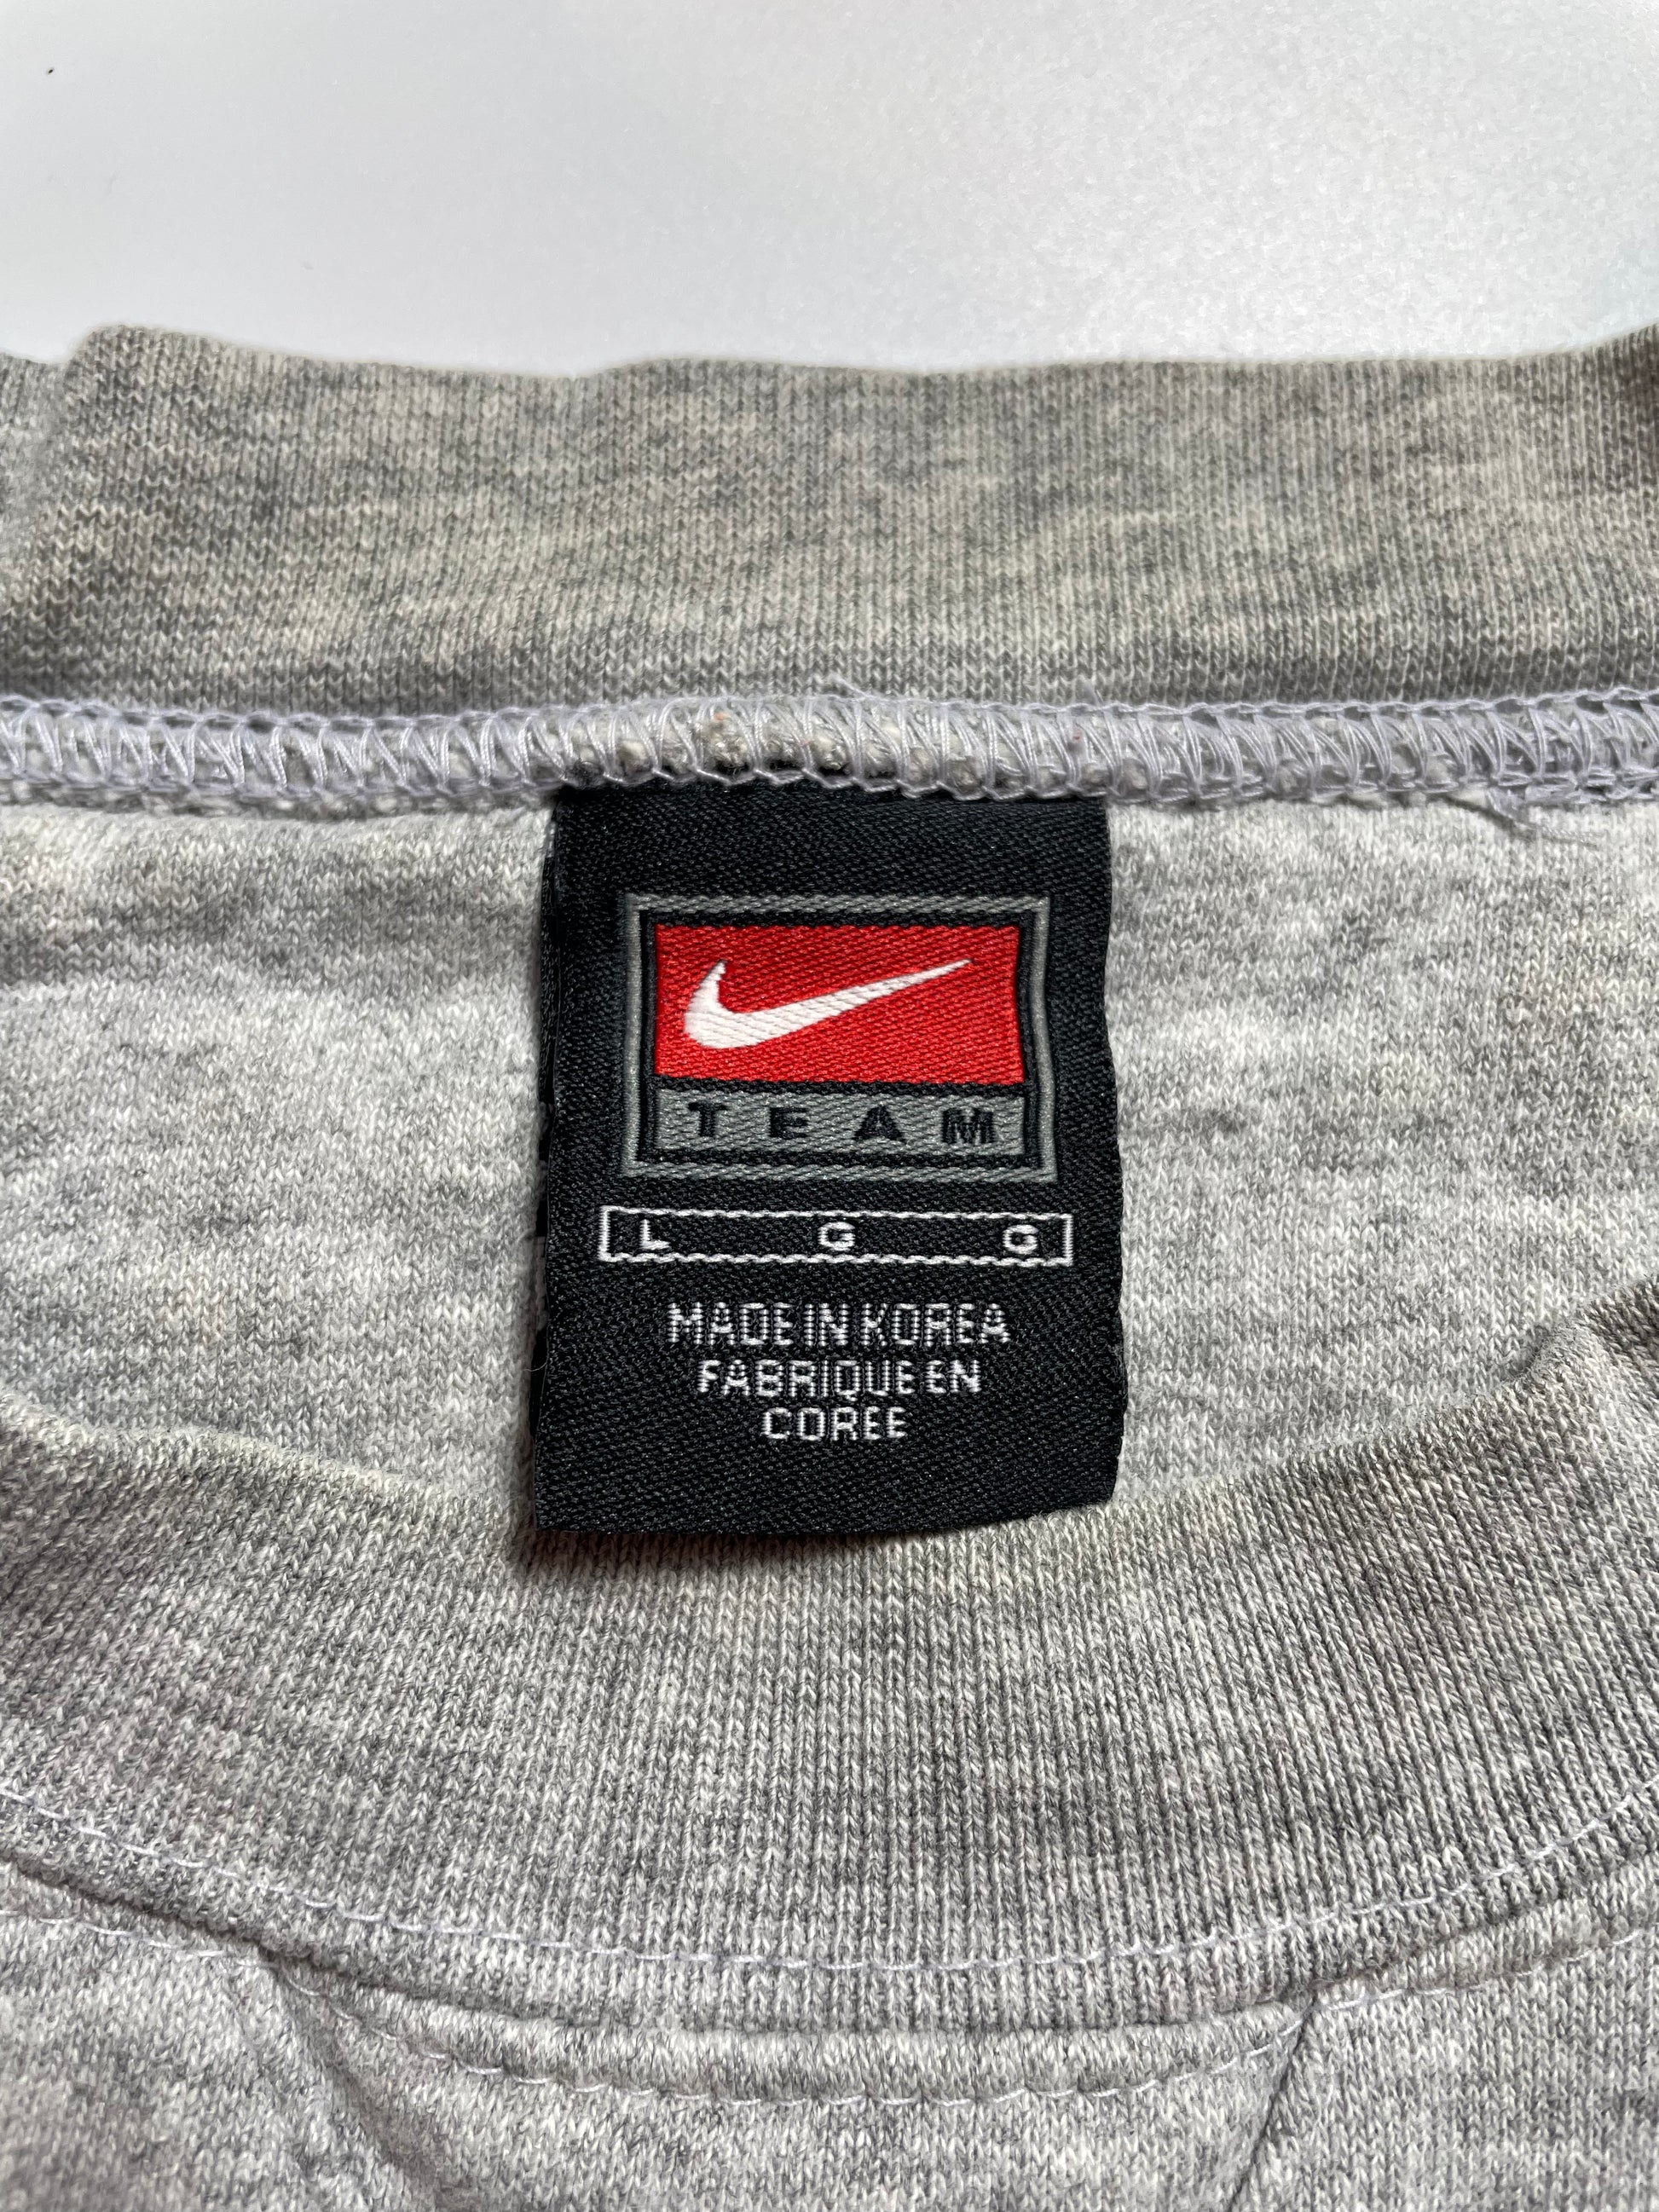 TEAM
L G G
MADE IN KOREA
FABRIQUE EN
COREE